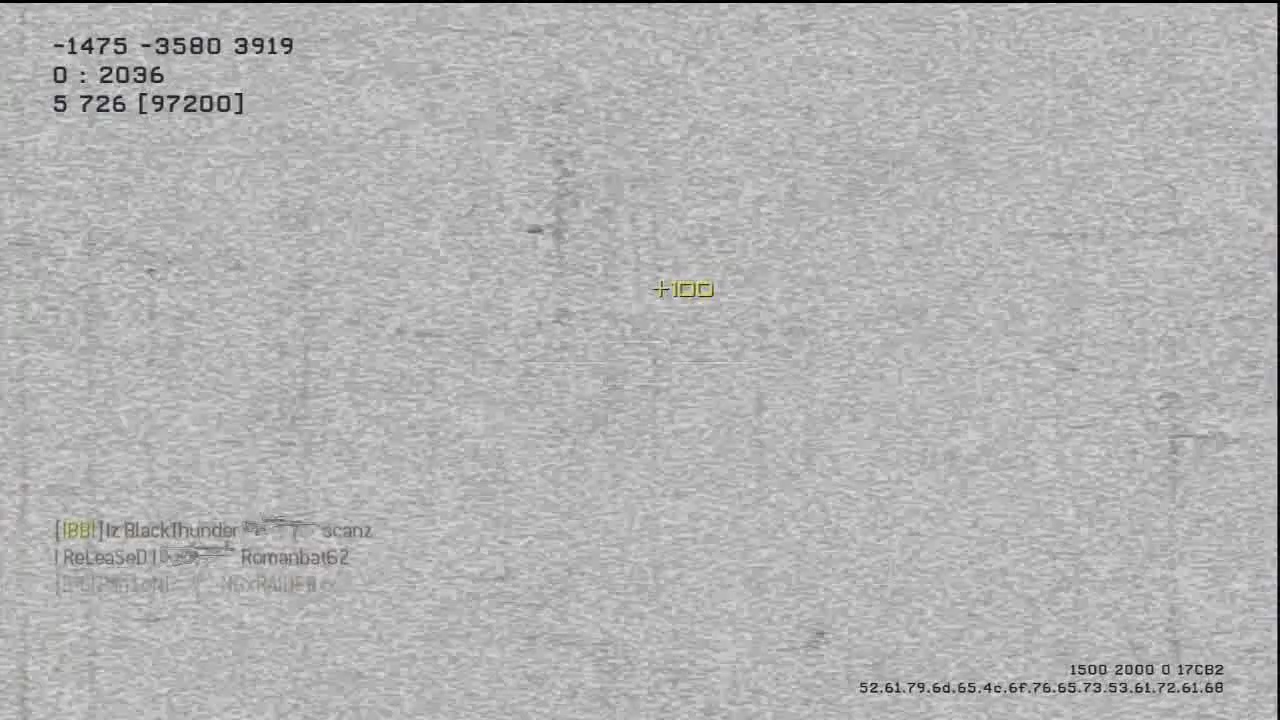 -1475 -3580 3919
0 : 2036
5 726 [97200]
+100
[|BB|]Iz BlackThunder scanz
| ReLeaSeD | Romanbat62
1500 2000 0 17CB2
52.61.79.6d.65.4c.6f.76.65.73.53.61.72.61.68